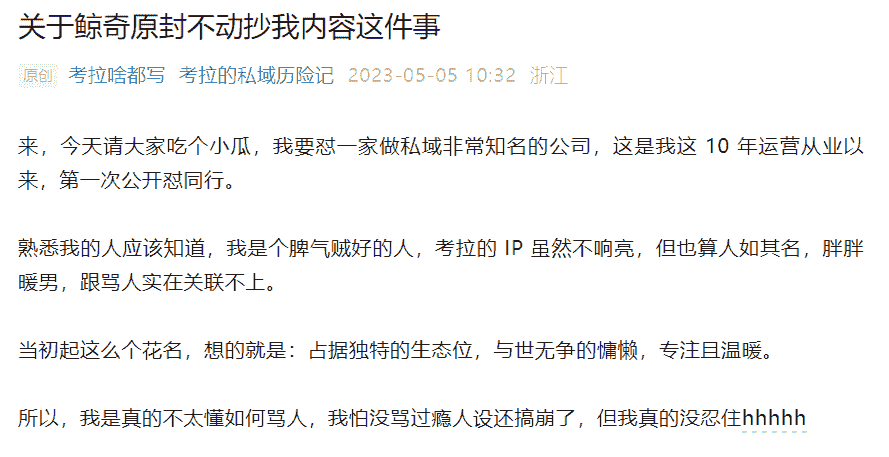 关于鲸奇原封不动抄我内容这件事
原创 考拉啥都写 考拉的私域历险记 2023-05-05 10:32 浙江
来，今天请大家吃个小瓜，我要怼一家做私域非常知名的公司，这是我这 10 年运营从业以
来，第一次公开怼同行。
熟悉我的人应该知道，我是个脾气贼好的人，考拉的 IP 虽然不响亮，但也算人如其名，胖胖
暖男，跟骂人实在关联不上。
当初起这么个花名，想的就是：占据独特的生态位，与世无争的慵懒，专注且温暖。
所以，我是真的不太懂如何骂人，我怕没骂过瘾人设还搞崩了，但我真的没忍住hhhhh